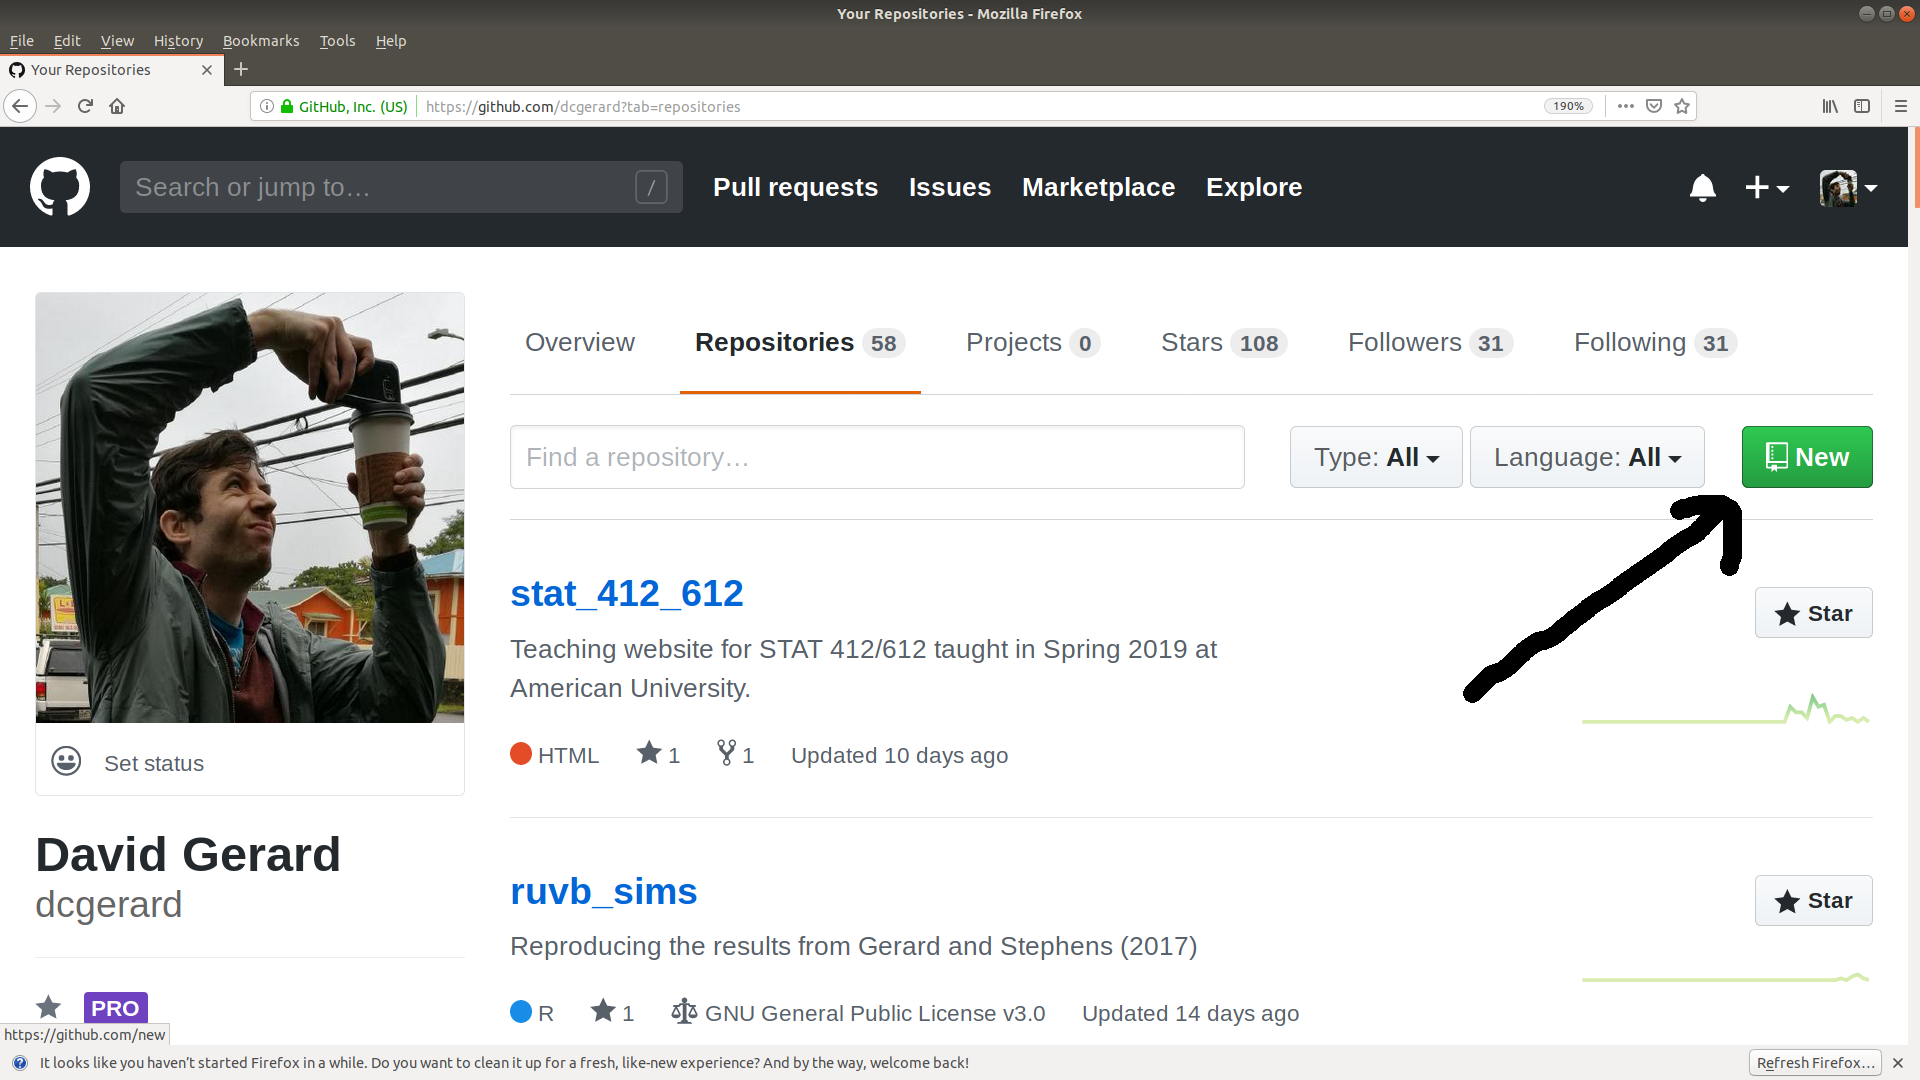 Your Repositories - Mozilla Firefox
File Edit View History Bookmarks Tools Help
Your Repositories
GitHub, Inc. (US) https://github.com/dcgerard?tab=repositories 190%
Search or jump to… / Pull requests Issues Marketplace Explore
Overview Repositories 58 Projects 0 Stars 108 Followers 31 Following 31
Find a repository… Type: All Language: All New
stat_412_612
Star
Teaching website for STAT 412/612 taught in Spring 2019 at
American University.
HTML 1 1 Updated 10 days ago
Set status
David Gerard
dcgerard
ruvb_sims
Star
Reproducing the results from Gerard and Stephens (2017)
R 1 GNU General Public License v3.0 Updated 14 days ago
PRO
https://github.com/new
It looks like you haven't started Firefox in a while. Do you want to clean it up for a fresh, like-new experience? And by the way, welcome back! Refresh Firefox…